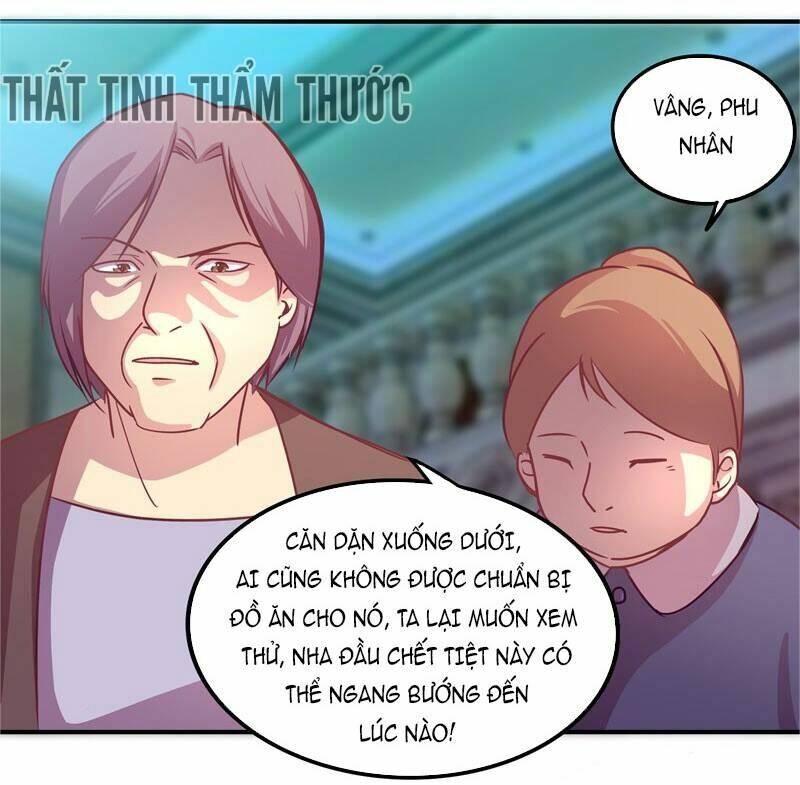 THẤT TINH THẨM THƯỚC
VÂNG, PHU
NHÂN
CĂN DẶN XUỐNG DƯỚI,
AI CŨNG KHÔNG ĐƯỢC CHUẨN BỊ
ĐỒ ĂN CHO NÓ, TA LẠI MUỐN XEM
THỬ, NHA ĐẦU CHẾT TIỆT NÀY CÓ
THỂ NGANG BƯỚNG ĐẾN
LÚC NÀO!